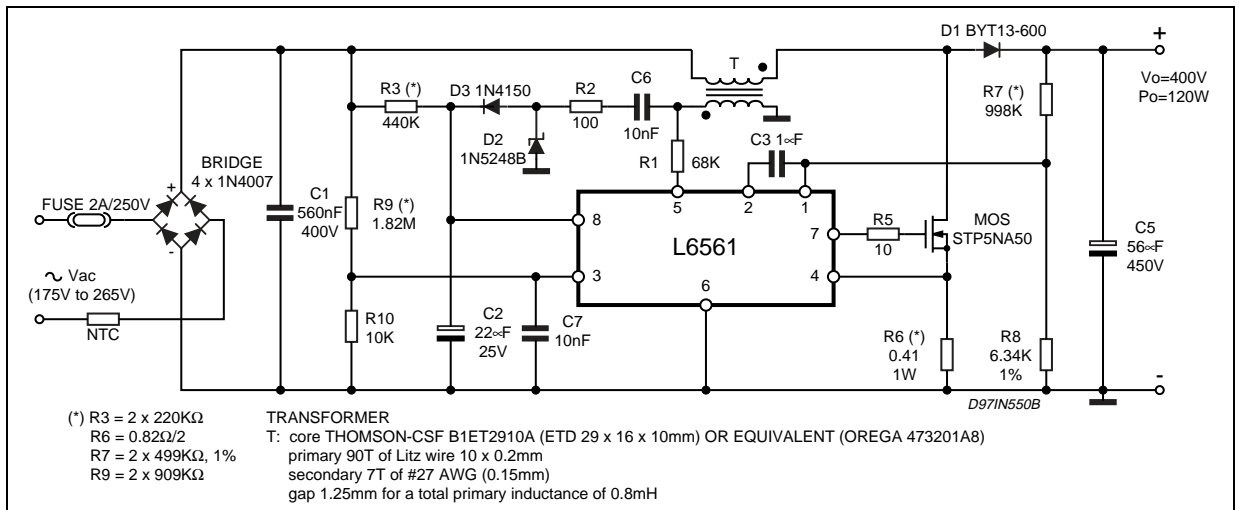 D1 BYT13-600
+
Vo=400V
Po=120W
T
R3 (*)
440K
D3 1N4150
R2
100
C6
10nF
R7 (*)
998K
D2
1N5248B
R1
68K
C3 1∝F
BRIDGE
4 x 1N4007
+
-
FUSE 2A/250V
C1
560nF
400V
R9 (*)
1.82M
5
2
1
8
3
7
4
6
L6561
R5
10
MOS
STP5NA50
C5
56∝F
450V
~ Vac
(175V to 265V)
NTC
R10
10K
C2
22∝F
25V
C7
10nF
R6 (*)
0.41
1W
R8
6.34K
1%
-
D97IN550B
(*) R3 = 2 x 220KΩ
R6 = 0.82Ω/2
R7 = 2 x 499KΩ, 1%
R9 = 2 x 909KΩ
TRANSFORMER
T: core THOMSON-CSF B1ET2910A (ETD 29 x 16 x 10mm) OR EQUIVALENT (OREGA 473201A8)
primary 90T of Litz wire 10 x 0.2mm
secondary 7T of #27 AWG (0.15mm)
gap 1.25mm for a total primary inductance of 0.8mH